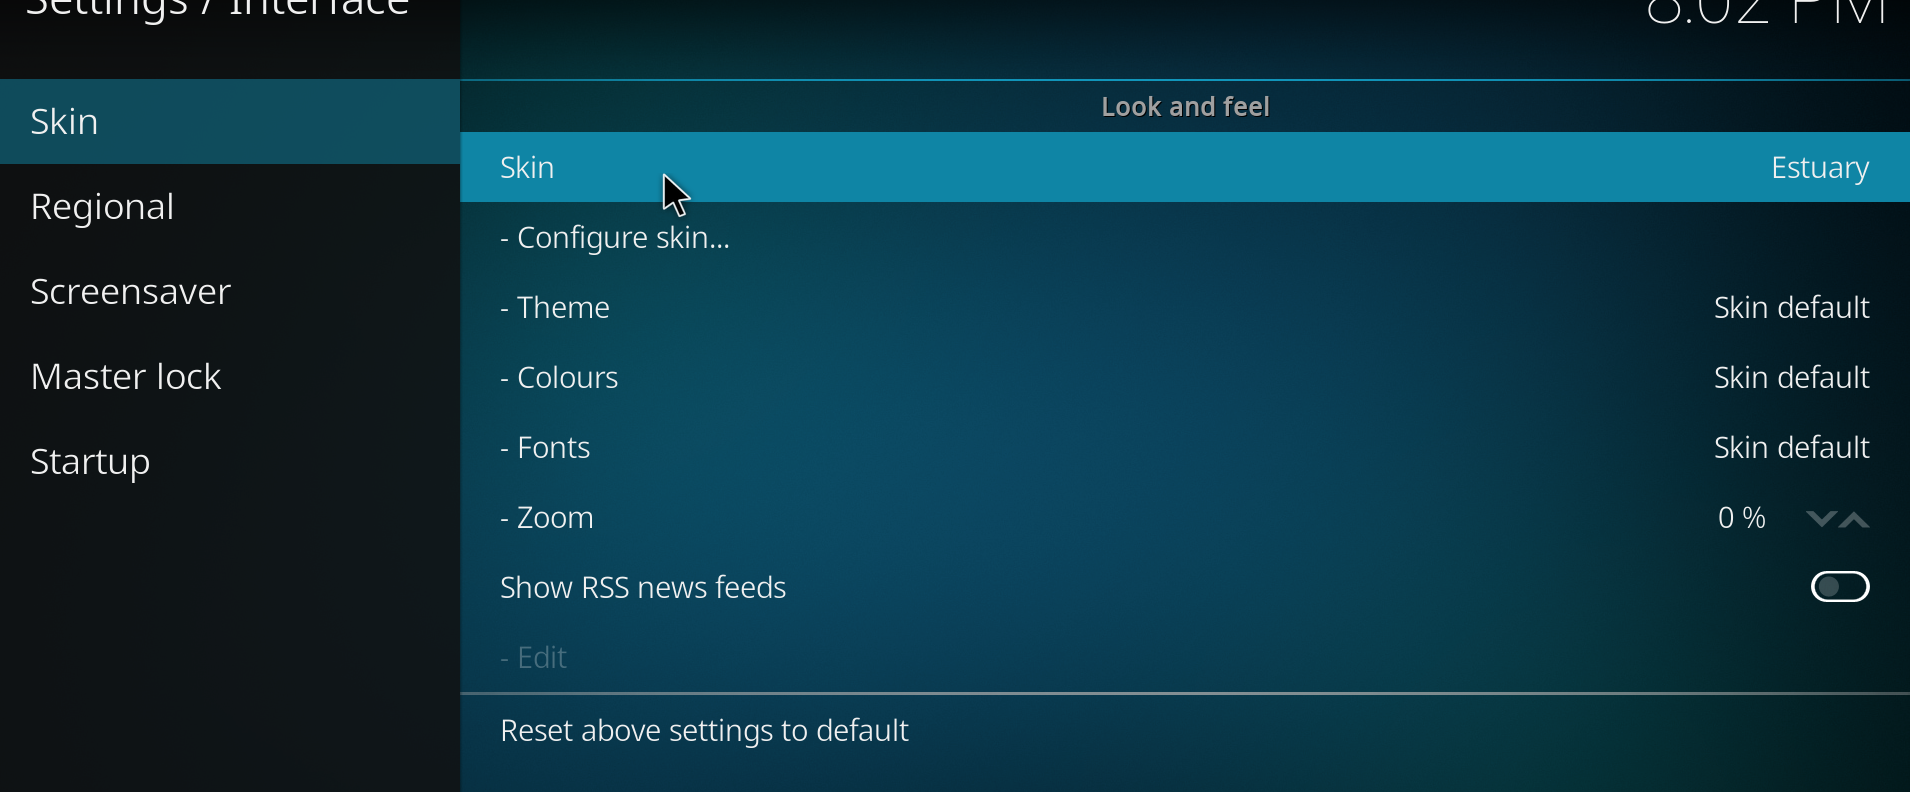 Settings / Interface
8:02 PM
Skin
Regional
Screensaver
Master lock
Startup
Look and feel
Skin Estuary
- Configure skin...
- Theme Skin default
- Colours Skin default
- Fonts Skin default
- Zoom 0 %
Show RSS news feeds
- Edit
Reset above settings to default